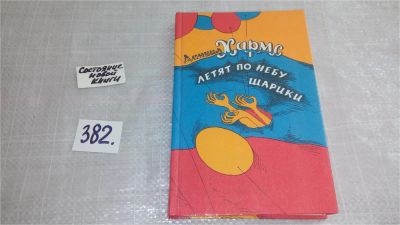 Состояние
новой
книги
382.
Даниил Хармс
ЛЕТЯТ ПО НЕБУ
ШАРИКИ